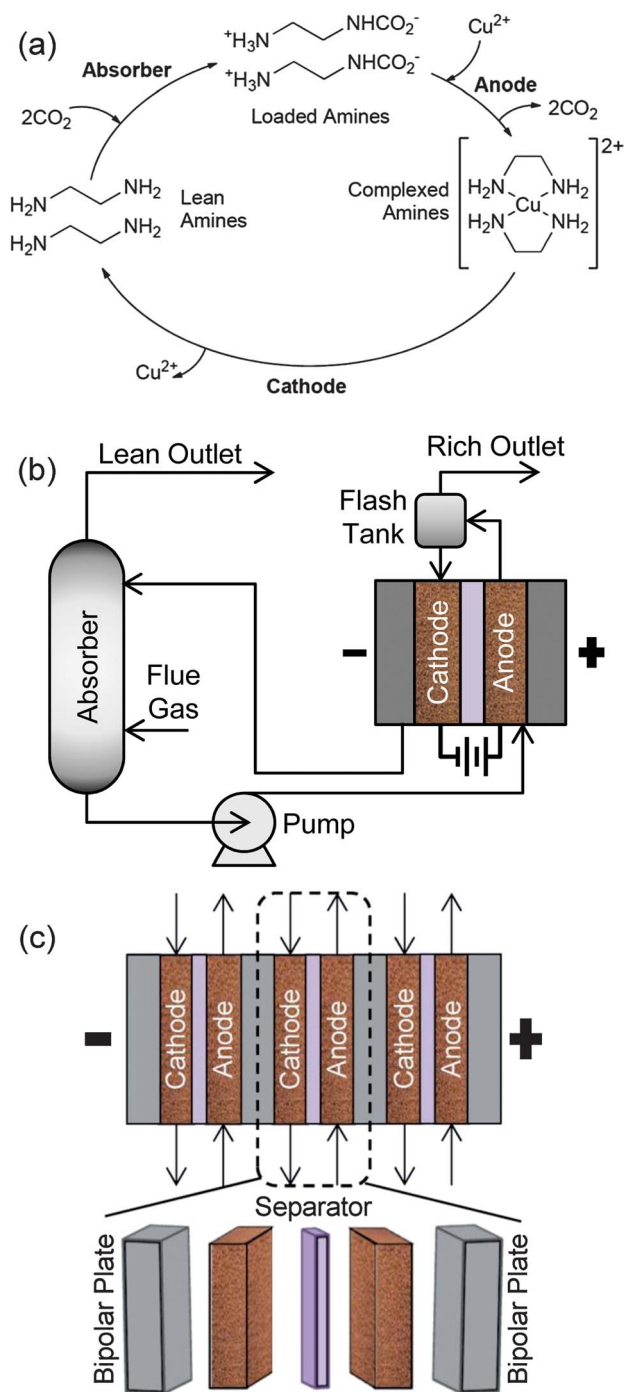 (a)
⁺H₃N NHCO₂⁻
⁺H₃N NHCO₂⁻
Loaded Amines
Absorber
2CO₂
Cu²⁺
Anode
2CO₂
H₂N NH₂
H₂N NH₂
Lean
Amines
Complexed
Amines
2+
H₂N NH₂
Cu
H₂N NH₂
Cu²⁺
Cathode
(b)
Lean Outlet
Rich Outlet
Flash
Tank
Absorber
Flue
Gas
- Cathode Anode +
Pump
(c)
- Cathode Anode Cathode Anode Cathode Anode +
Separator
Bipolar Plate
Bipolar Plate